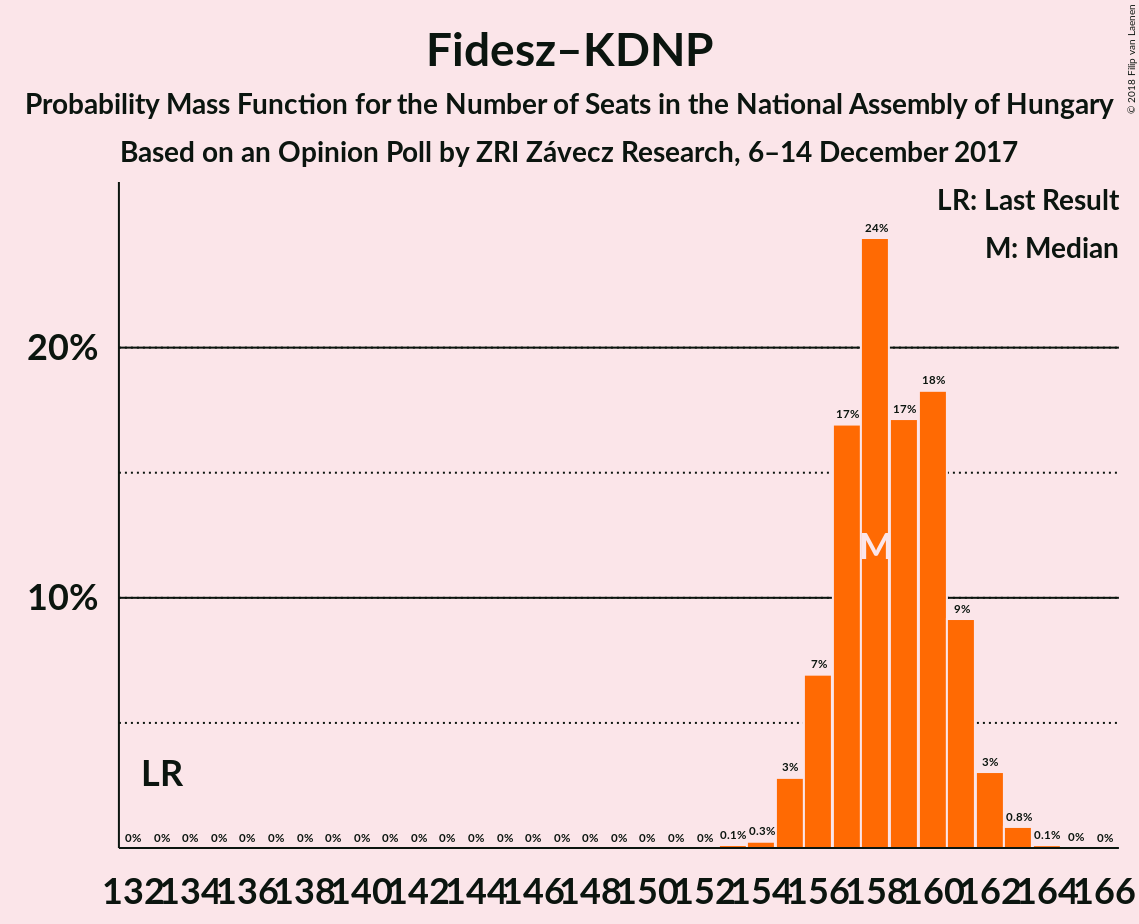 Fidesz–KDNP
Probability Mass Function for the Number of Seats in the National Assembly of Hungary
Based on an Opinion Poll by ZRI Závecz Research, 6–14 December 2017
© 2018 Filip van Laenen
LR: Last Result
M: Median
24%
20%
18%
17% 17%
M
10%
9%
7%
LR
3% 3%
0% 0% 0% 0% 0% 0% 0% 0% 0% 0% 0% 0% 0% 0% 0% 0% 0% 0% 0% 0% 0% 0.1% 0.3% 0.8% 0.1% 0% 0%
132 134 136 138 140 142 144 146 148 150 152 154 156 158 160 162 164 166